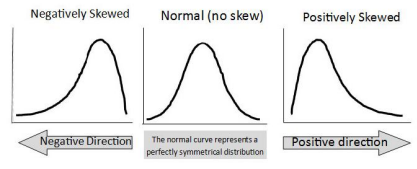 Negatively Skewed
Normal (no skew)
Positively Skewed
Negative Direction
The normal curve represents a
perfectly symmetrical distribution
Positive direction